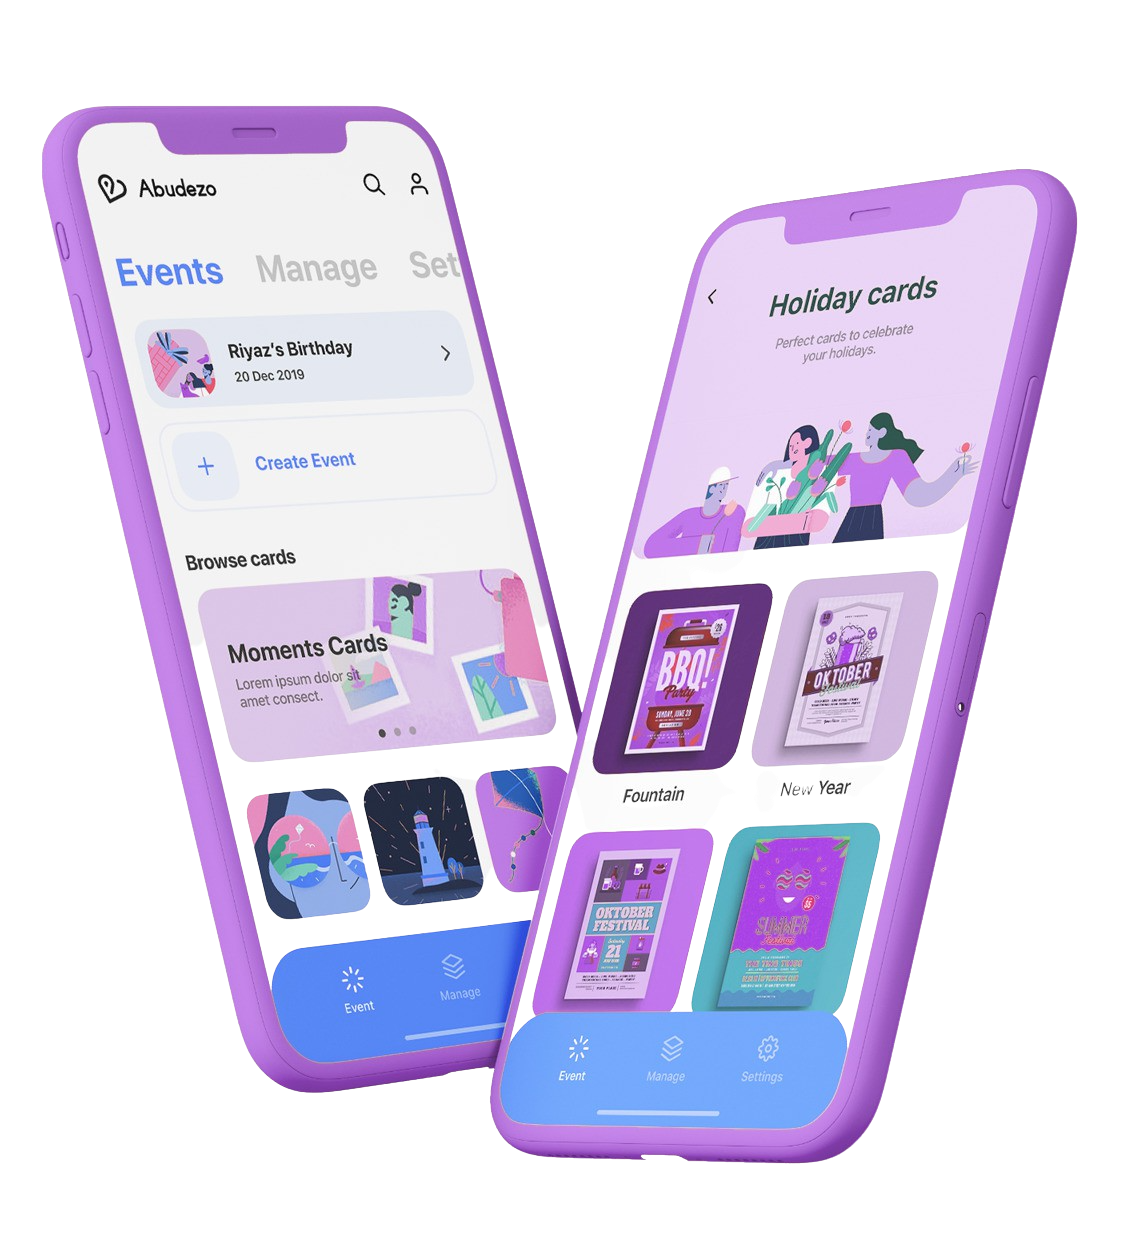 Abudezo
Events Manage Set
Riyaz's Birthday
20 Dec 2019
Create Event
Browse cards
Moments Cards
Lorem ipsum dolor sit
amet consect.
Event
Manage
Holiday cards
Perfect cards to celebrate
your holidays.
BBQ!
Party
SUNDAY, JUNE 28
Fountain
OKTOBER
Festival
New Year
OKTOBER
FESTIVAL
Saturday
21
SUMMER
Event
Manage
Settings